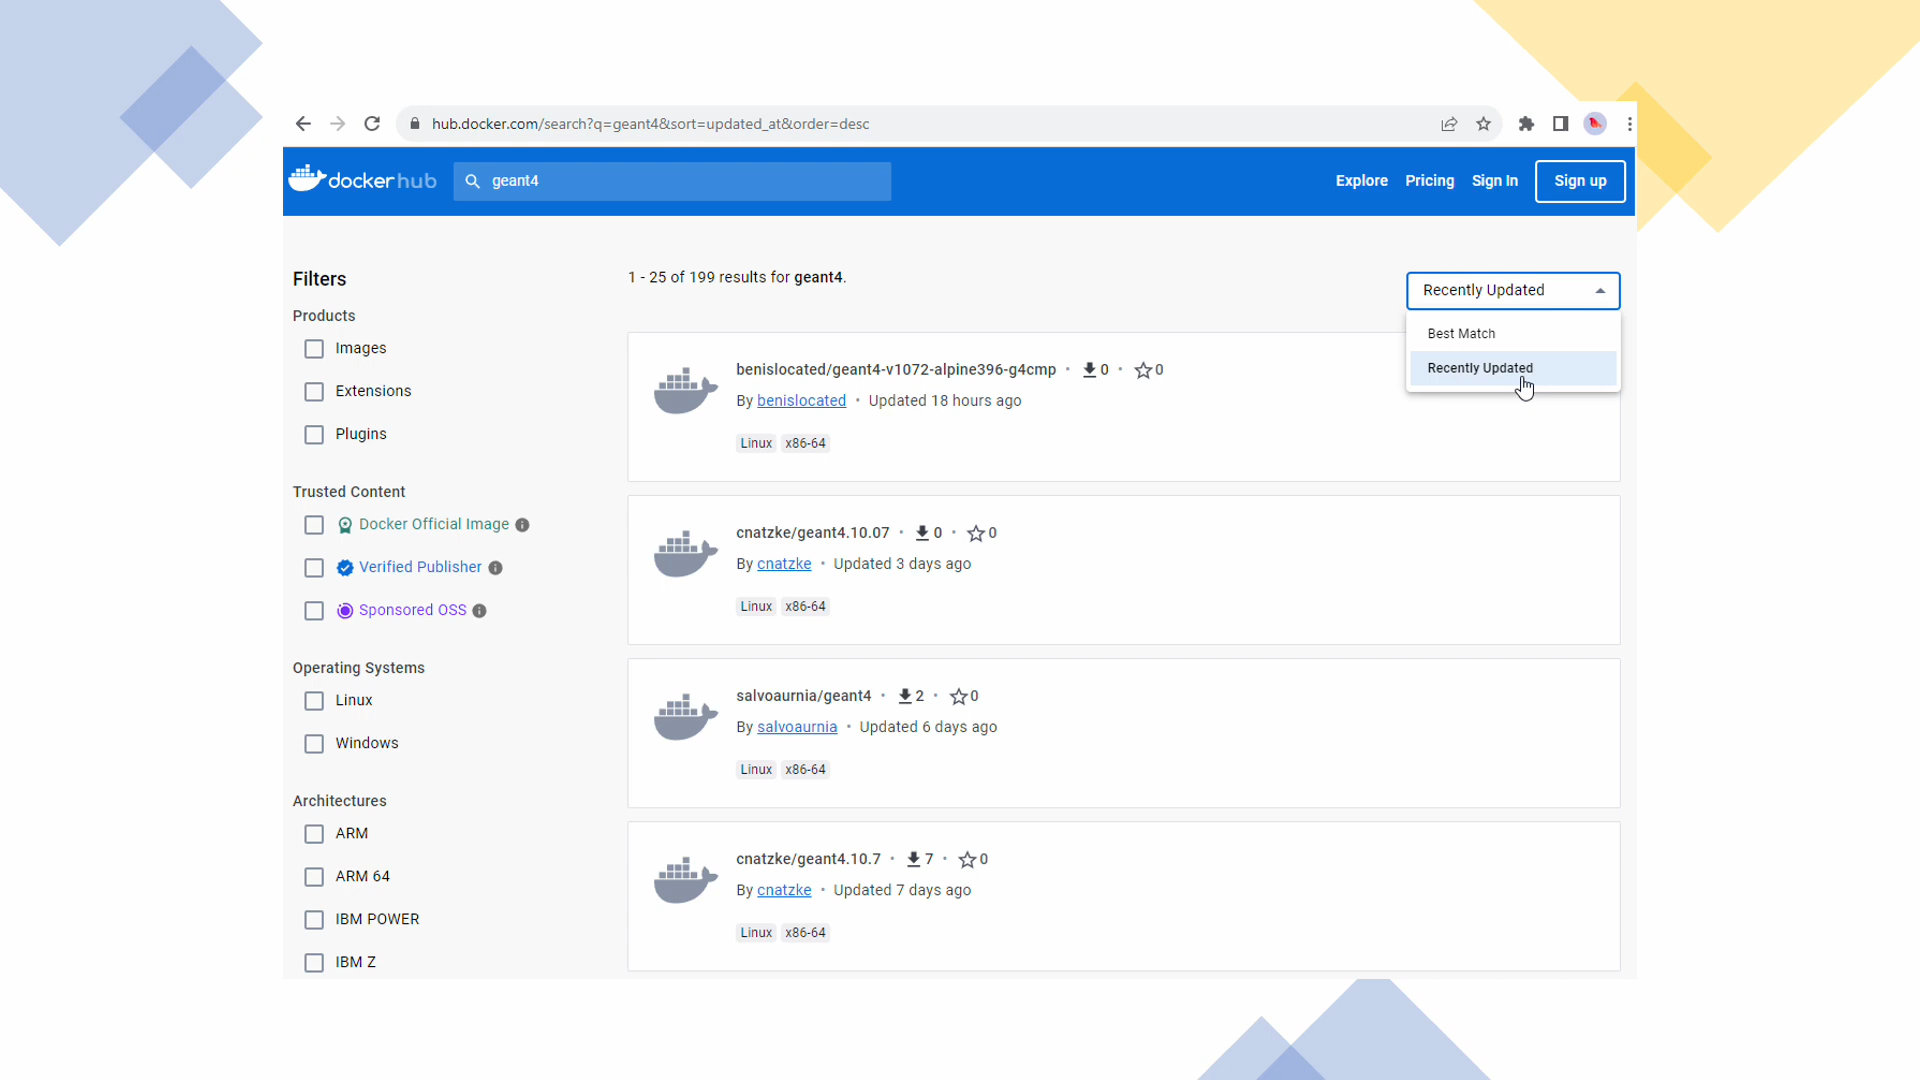 hub.docker.com/search?q=geant4&sort=updated_at&order=desc
docker hub
geant4
Explore Pricing Sign In Sign up
Filters
1 - 25 of 199 results for geant4.
Recently Updated
Best Match
Recently Updated
Products
Images
Extensions
Plugins
Trusted Content
Docker Official Image
Verified Publisher
Sponsored OSS
Operating Systems
Linux
Windows
Architectures
ARM
ARM 64
IBM POWER
IBM Z
benislocated/geant4-v1072-alpine396-g4cmp • 0 • 0
By benislocated • Updated 18 hours ago
Linux x86-64
cnatzke/geant4.10.07 • 0 • 0
By cnatzke • Updated 3 days ago
Linux x86-64
salvoaurnia/geant4 • 2 • 0
By salvoaurnia • Updated 6 days ago
Linux x86-64
cnatzke/geant4.10.7 • 7 • 0
By cnatzke • Updated 7 days ago
Linux x86-64